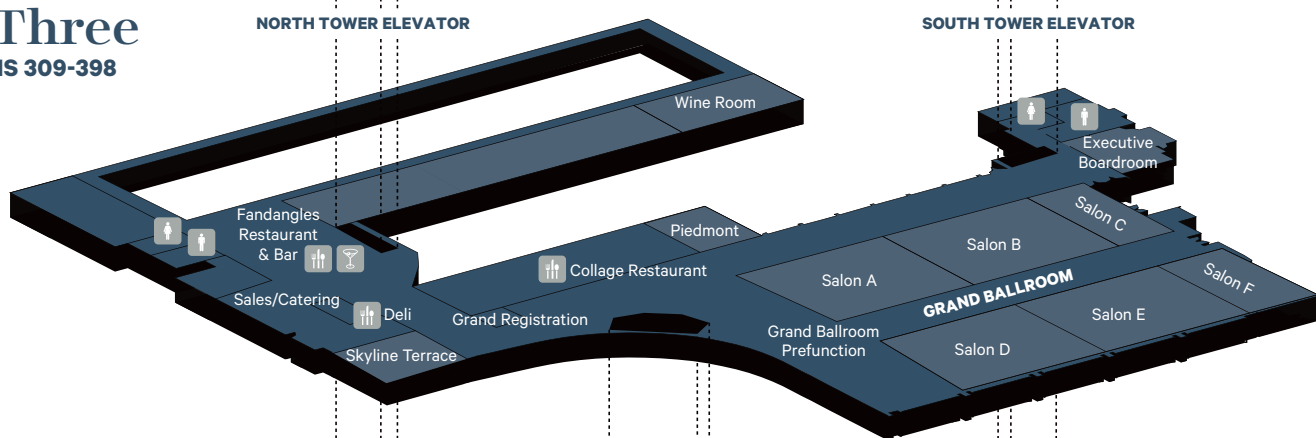 Three
NORTH TOWER ELEVATOR
SOUTH TOWER ELEVATOR
309-398
Wine Room
Executive
Boardroom
Fandangles
Restaurant
& Bar
Piedmont
Salon C
Salon B
Collage Restaurant
Salon A
Salon F
GRAND BALLROOM
Sales/Catering
Deli
Grand Registration
Salon E
Grand Ballroom
Prefunction
Skyline Terrace
Salon D